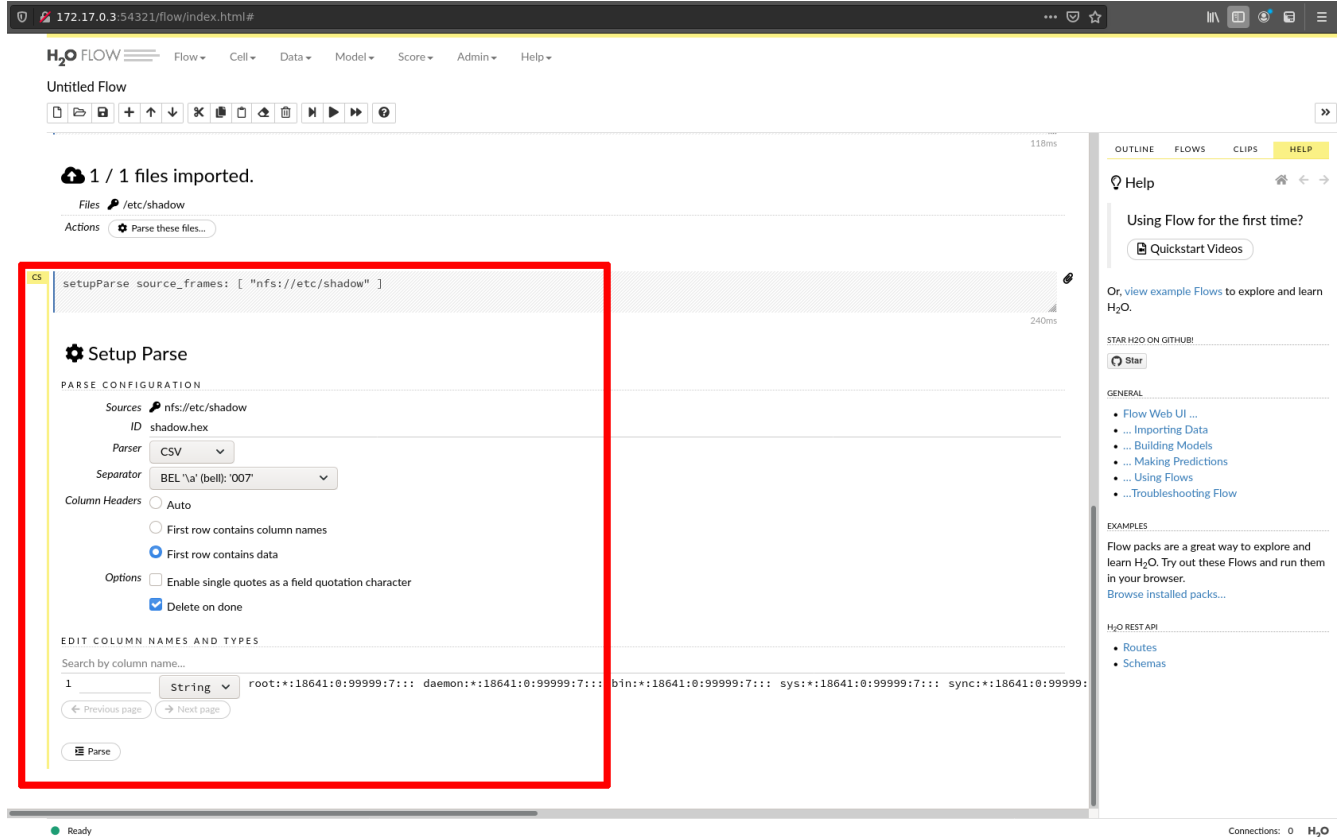 172.17.0.3:54321/flow/index.html#
H2O FLOW Flow Cell Data Model Score Admin Help
Untitled Flow
118ms
1 / 1 files imported.
Files /etc/shadow
Actions Parse these files...
CS
setupParse source_frames: [ "nfs://etc/shadow" ]
240ms
Setup Parse
PARSE CONFIGURATION
Sources nfs://etc/shadow
ID shadow.hex
Parser CSV
Separator BEL '\a' (bell): '007'
Column Headers Auto
First row contains column names
First row contains data
Options Enable single quotes as a field quotation character
Delete on done
EDIT COLUMN NAMES AND TYPES
Search by column name...
1 String root:*:18641:0:99999:7::: daemon:*:18641:0:99999:7::: bin:*:18641:0:99999:7::: sys:*:18641:0:99999:7::: sync:*:18641:0:99999:
← Previous page → Next page
Parse
OUTLINE FLOWS CLIPS HELP
Help
Using Flow for the first time?
Quickstart Videos
Or, view example Flows to explore and learn
H2O.
STAR H2O ON GITHUB!
Star
GENERAL
• Flow Web UI ...
• ... Importing Data
• ... Building Models
• ... Making Predictions
• ... Using Flows
• ...Troubleshooting Flow
EXAMPLES
Flow packs are a great way to explore and
learn H2O. Try out these Flows and run them
in your browser.
Browse installed packs...
H2O REST API
• Routes
• Schemas
Ready
Connections: 0 H2O